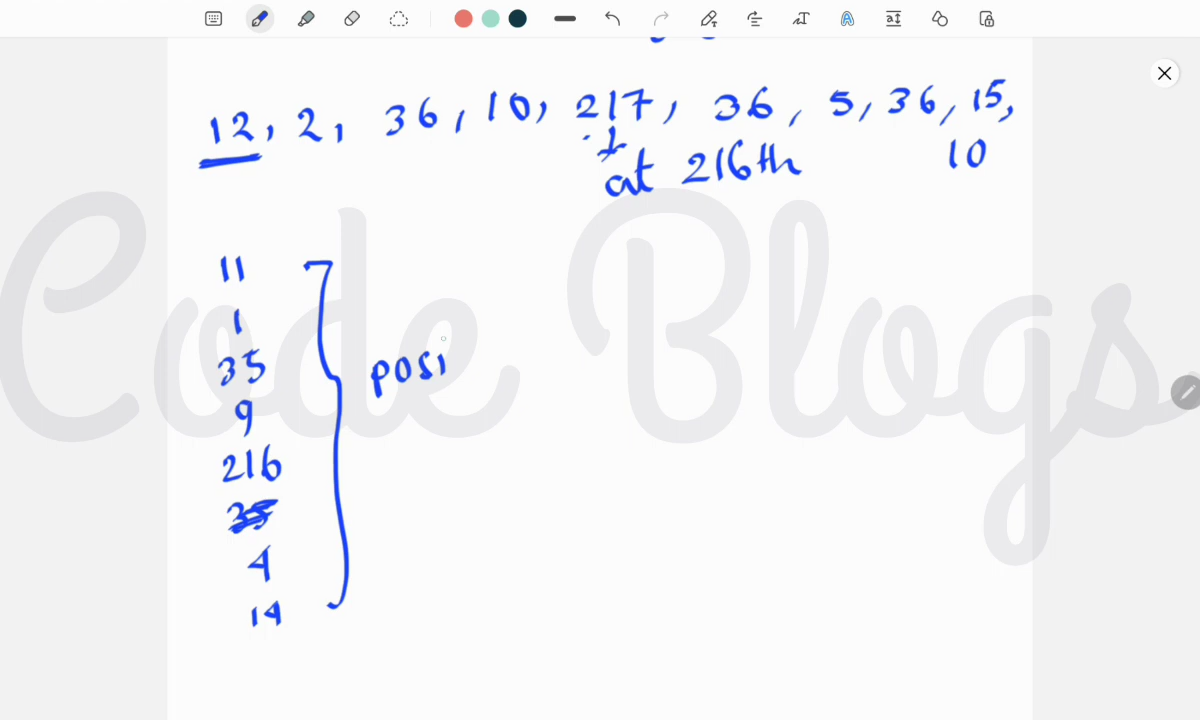 12, 2, 36, 10, 217, 36, 5, 36, 15,
10
at 216th
11
1
35
9
216
35
4
14
posi
Code Blogs